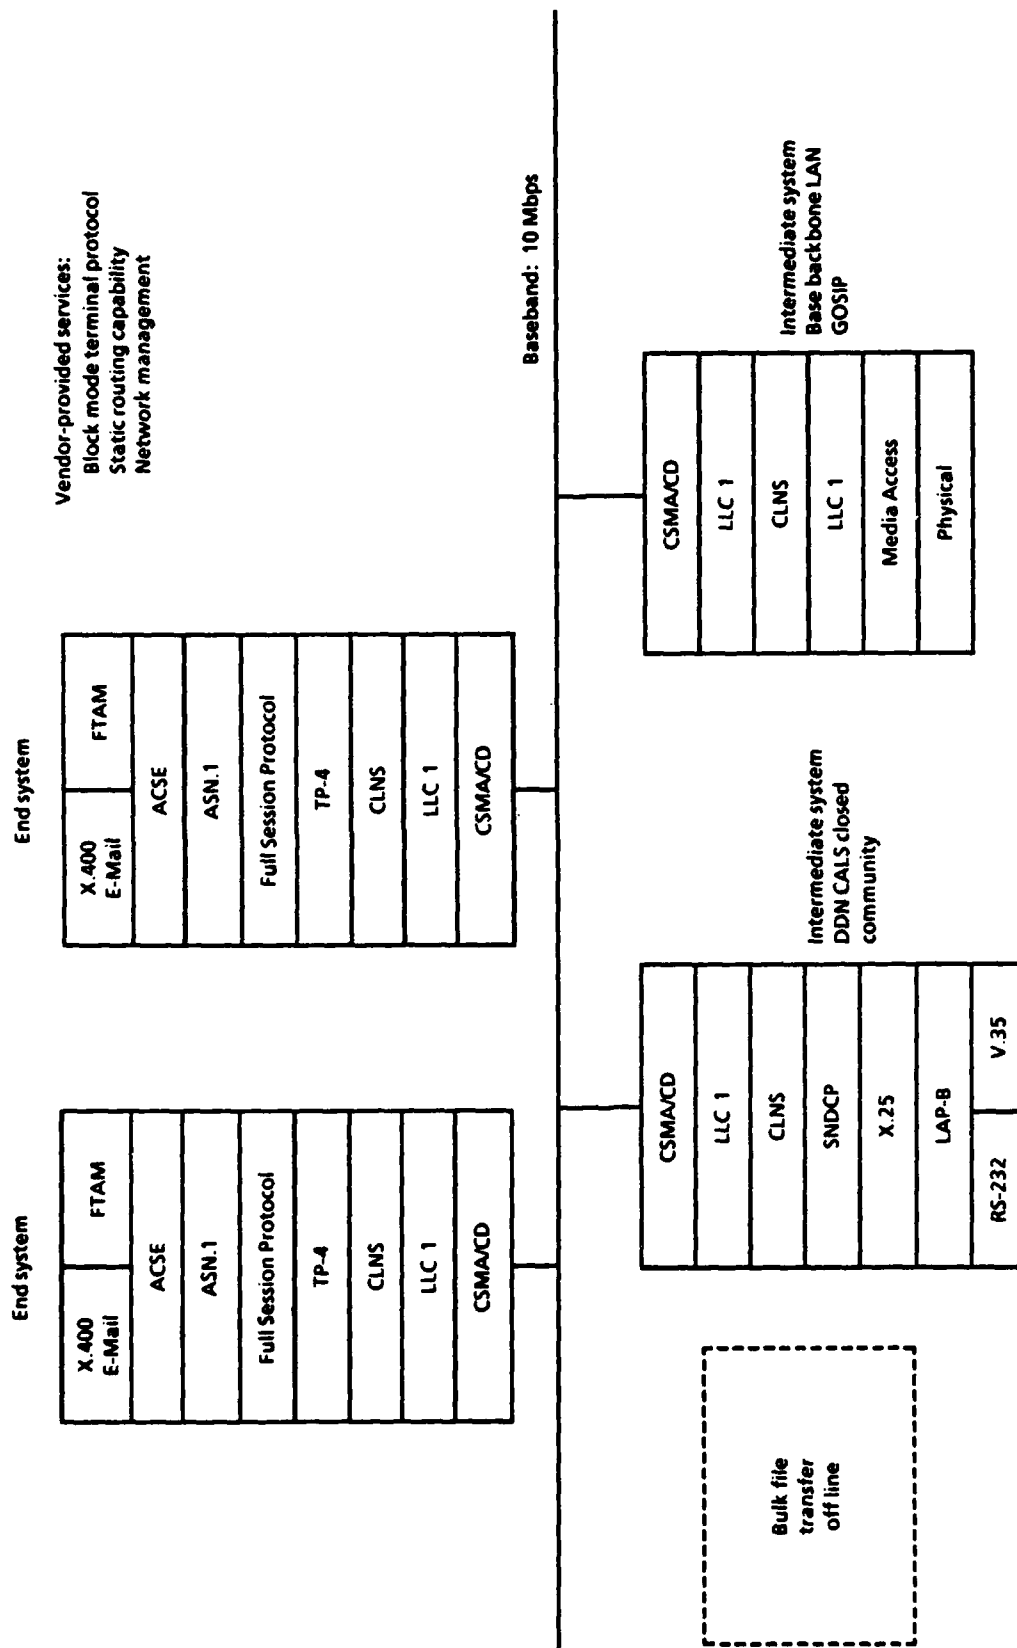 End system
X.400
E-Mail
FTAM
ACSE
ASN.1
Full Session Protocol
TP-4
CLNS
LLC 1
CSMA/CD
End system
X.400
E-Mail
FTAM
ACSE
ASN.1
Full Session Protocol
TP-4
CLNS
LLC 1
CSMA/CD
Vendor-provided services:
Block mode terminal protocol
Static routing capability
Network management
Baseband: 10 Mbps
Bulk file
transfer
off line
CSMA/CD
LLC 1
CLNS
SNDCP
X.25
LAP-B
RS-232
V.35
Intermediate system
DDN CALS closed
community
CSMA/CD
LLC 1
CLNS
LLC 1
Media Access
Physical
Intermediate system
Base backbone LAN
GOSIP